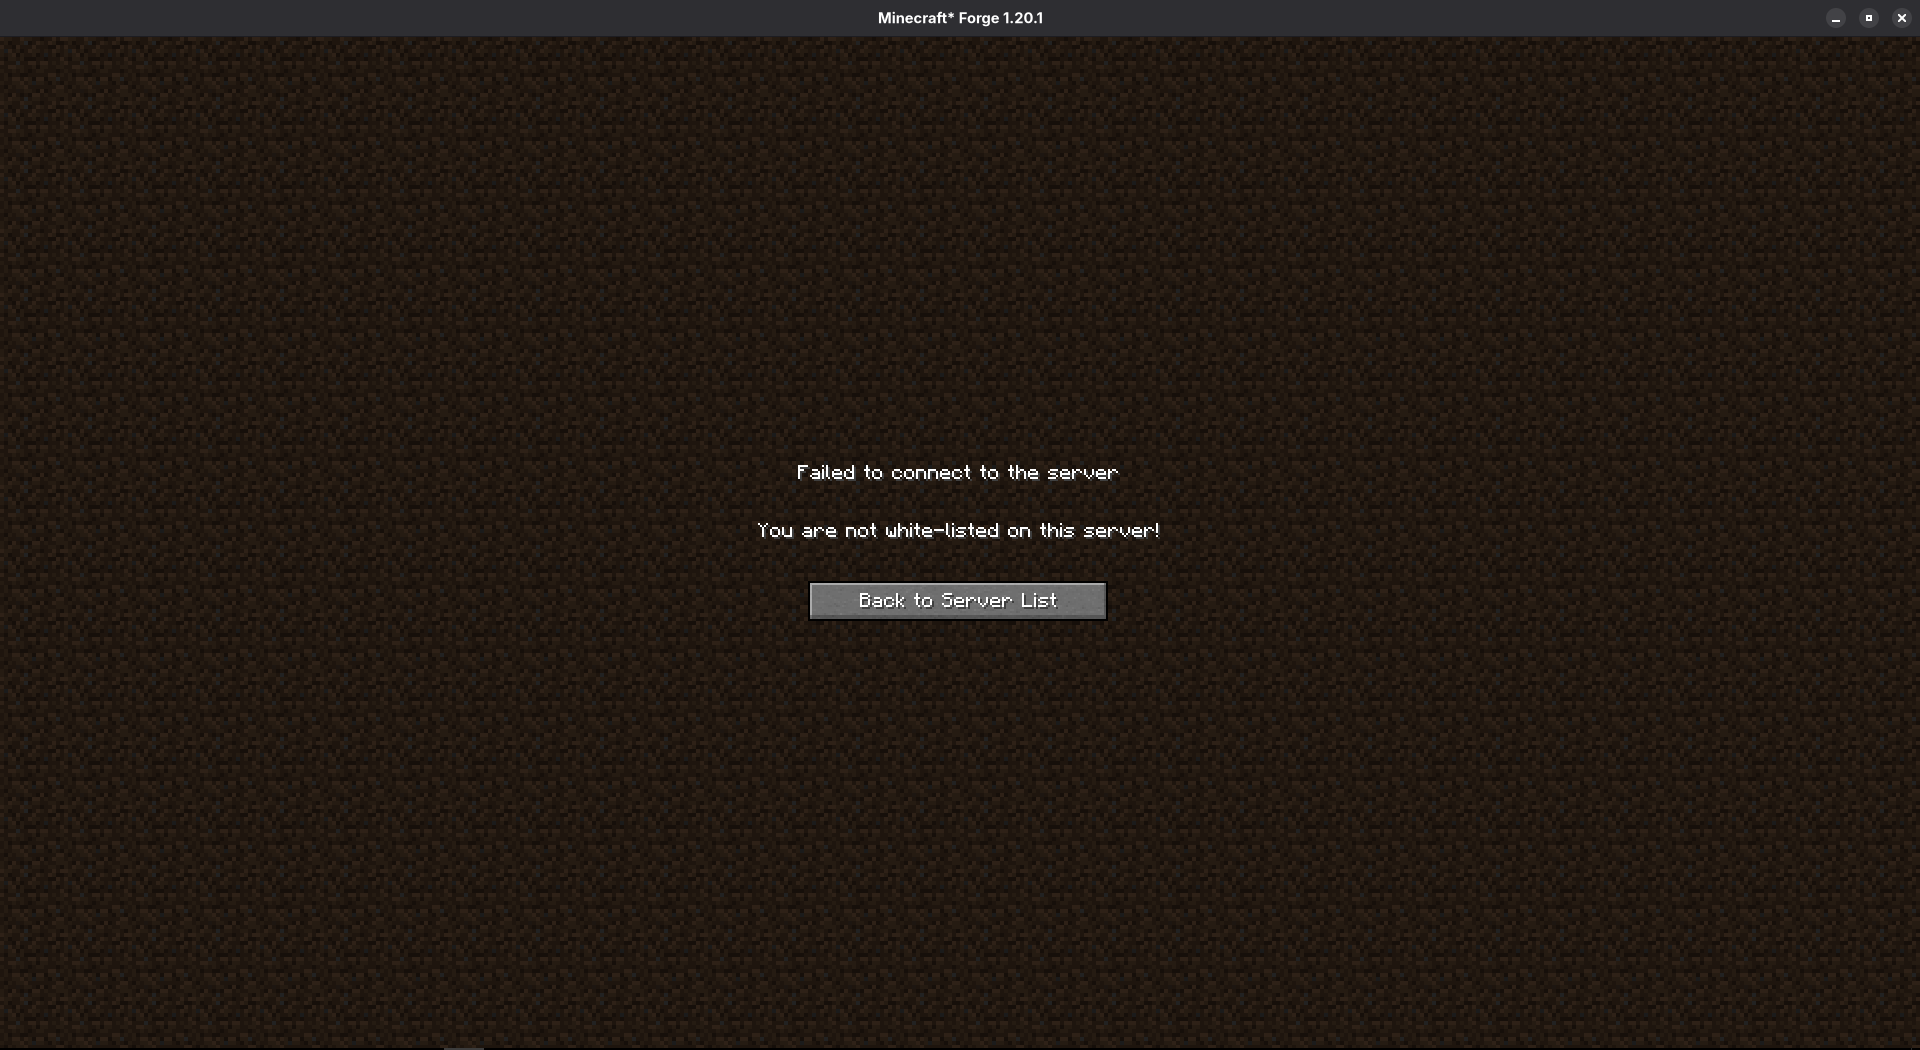 Minecraft* Forge 1.20.1
Failed to connect to the server
You are not white-listed on this server!
Back to Server List